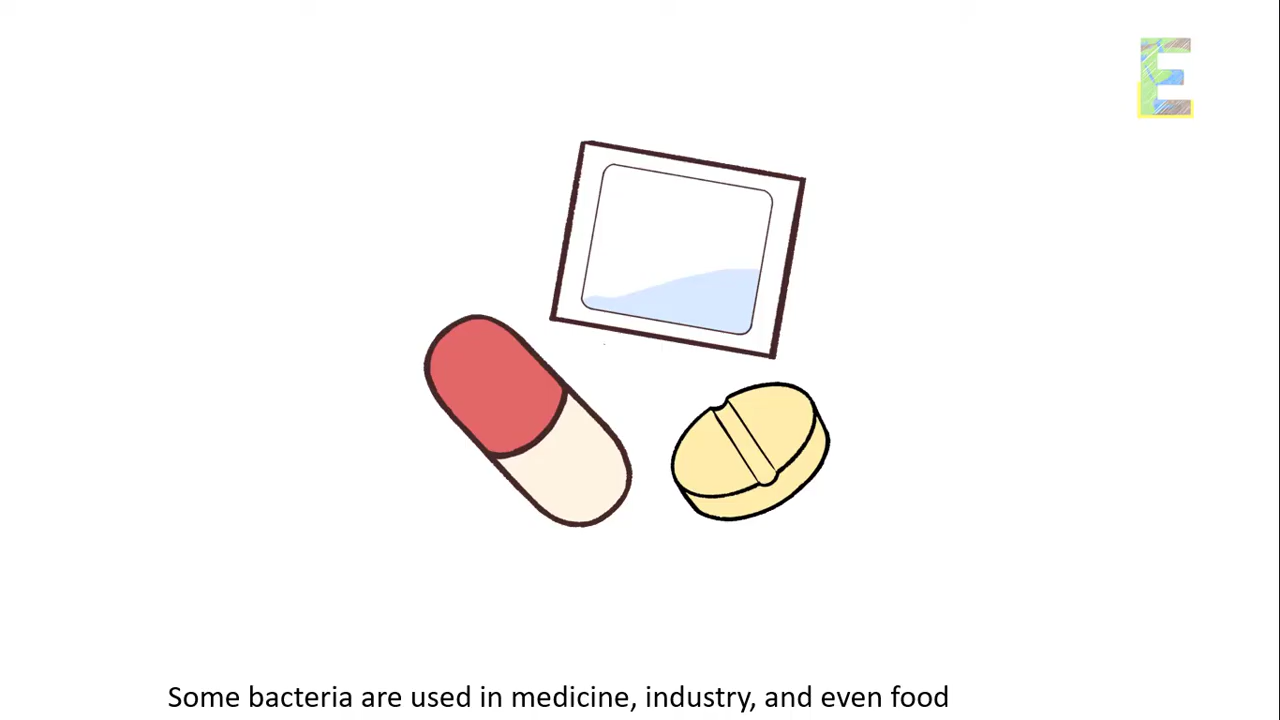 E
Some bacteria are used in medicine, industry, and even food